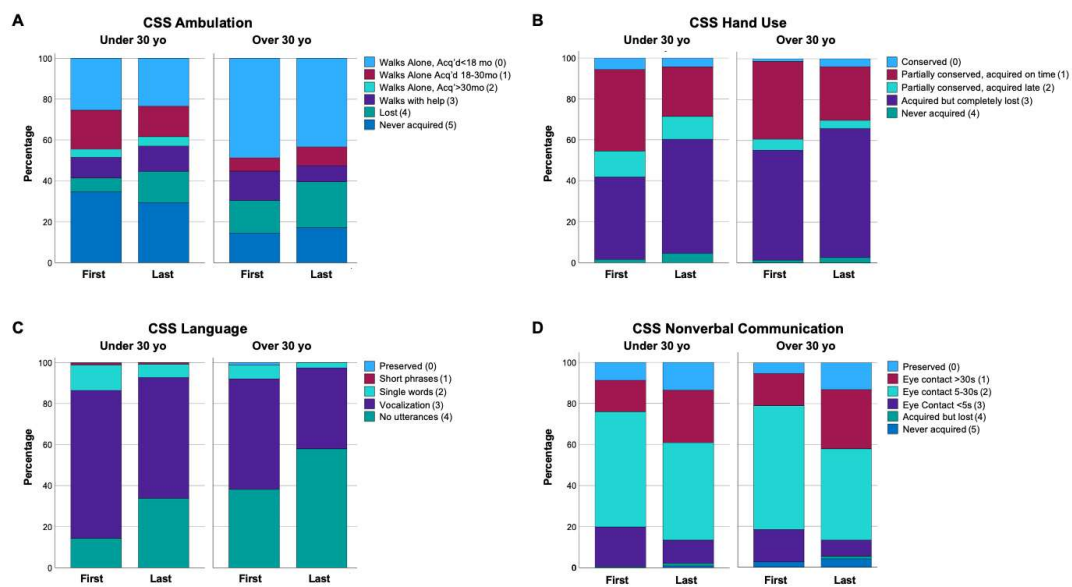 A
CSS Ambulation
Under 30 yo
Over 30 yo
Percentage
100
80
60
40
20
0
First
Last
First
Last
Walks Alone, Acq'd<18 mo (0)
Walks Alone Acq'd 18-30mo (1)
Walks Alone, Acq'>30mo (2)
Walks with help (3)
Lost (4)
Never acquired (5)
B
CSS Hand Use
Under 30 yo
Over 30 yo
Percentage
100
80
60
40
20
0
First
Last
First
Last
Conserved (0)
Partially conserved, acquired on time (1)
Partially conserved, acquired late (2)
Acquired but completely lost (3)
Never acquired (4)
C
CSS Language
Under 30 yo
Over 30 yo
Percentage
100
80
60
40
20
0
First
Last
First
Last
Preserved (0)
Short phrases (1)
Single words (2)
Vocalization (3)
No utterances (4)
D
CSS Nonverbal Communication
Under 30 yo
Over 30 yo
Percentage
100
80
60
40
20
0
First
Last
First
Last
Preserved (0)
Eye contact >30s (1)
Eye contact 5-30s (2)
Eye Contact <5s (3)
Acquired but lost (4)
Never acquired (5)